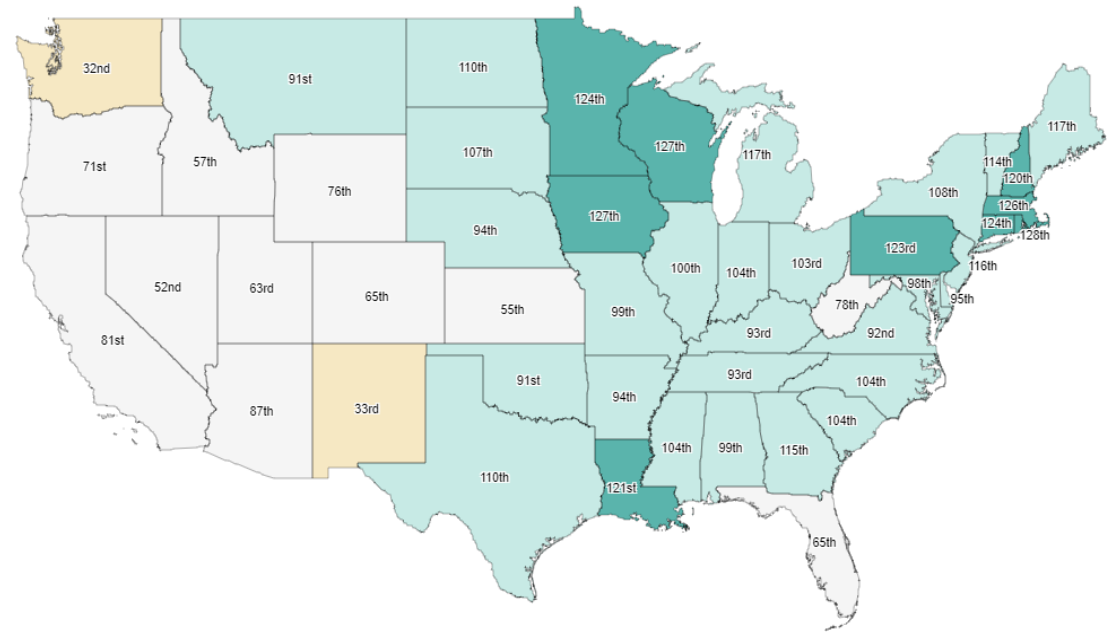 32nd
91st
110th
124th
127th
117th
117th
71st
57th
76th
107th
114th
120th
108th
126th
124th
128th
127th
94th
123rd
116th
52nd
63rd
65th
55th
99th
100th
104th
103rd
98th
95th
78th
92nd
93rd
81st
87th
33rd
91st
94th
93rd
104th
104th
110th
121st
104th
99th
115th
65th